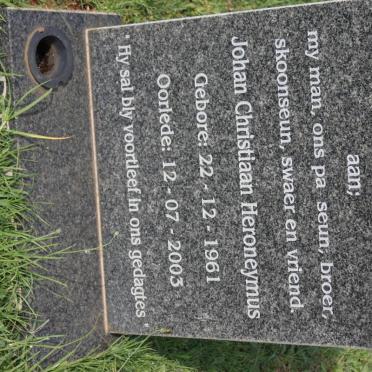 aan;
my man, ons pa seun, broer,
skoonseun, swaer en vriend.
Johan Christiaan Heroneymus
Gebore: 22 - 12 - 1961
Oorlede: 12 - 07 - 2003
' Hy sal bly voortleef in ons gedagtes '